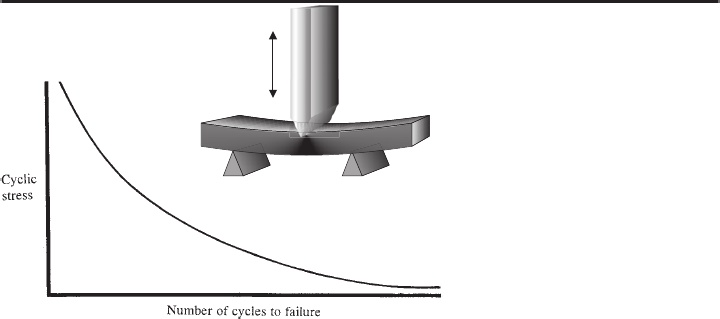 Cyclic
stress
Number of cycles to failure